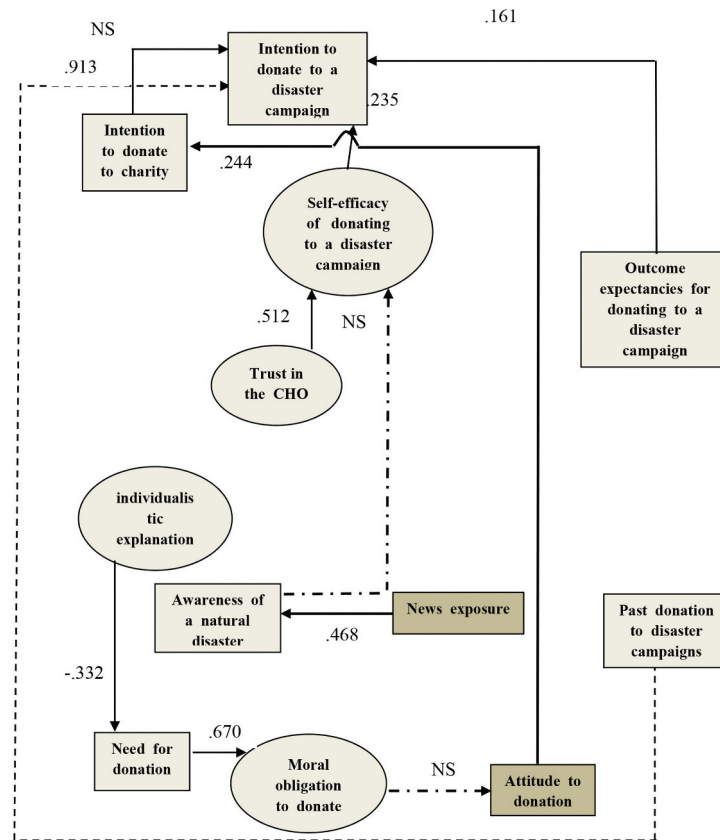 .161
NS
Intention to
donate to a
disaster
campaign
.913
.235
Intention
to donate
to charity
.244
Self-efficacy
of donating
to a disaster
campaign
Outcome
expectancies for
donating to a
disaster
campaign
.512
NS
Trust in
the CHO
individualis
tic
explanation
Awareness of
a natural
disaster
News exposure
Past donation
to disaster
campaigns
.468
-.332
.670
Need for
donation
Moral
obligation
to donate
NS
Attitude to
donation